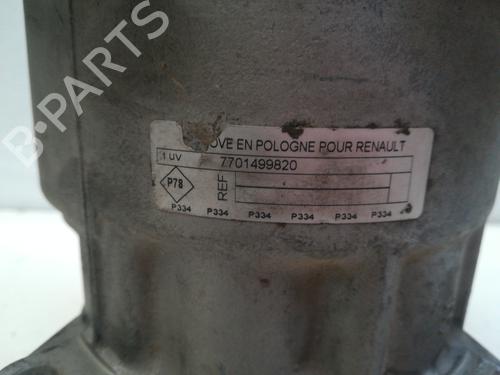 B-PARTS
OVE EN POLOGNE POUR RENAULT
1 UV 7701499820
P78 REF
P334 P334 P334 P334 P334 P334